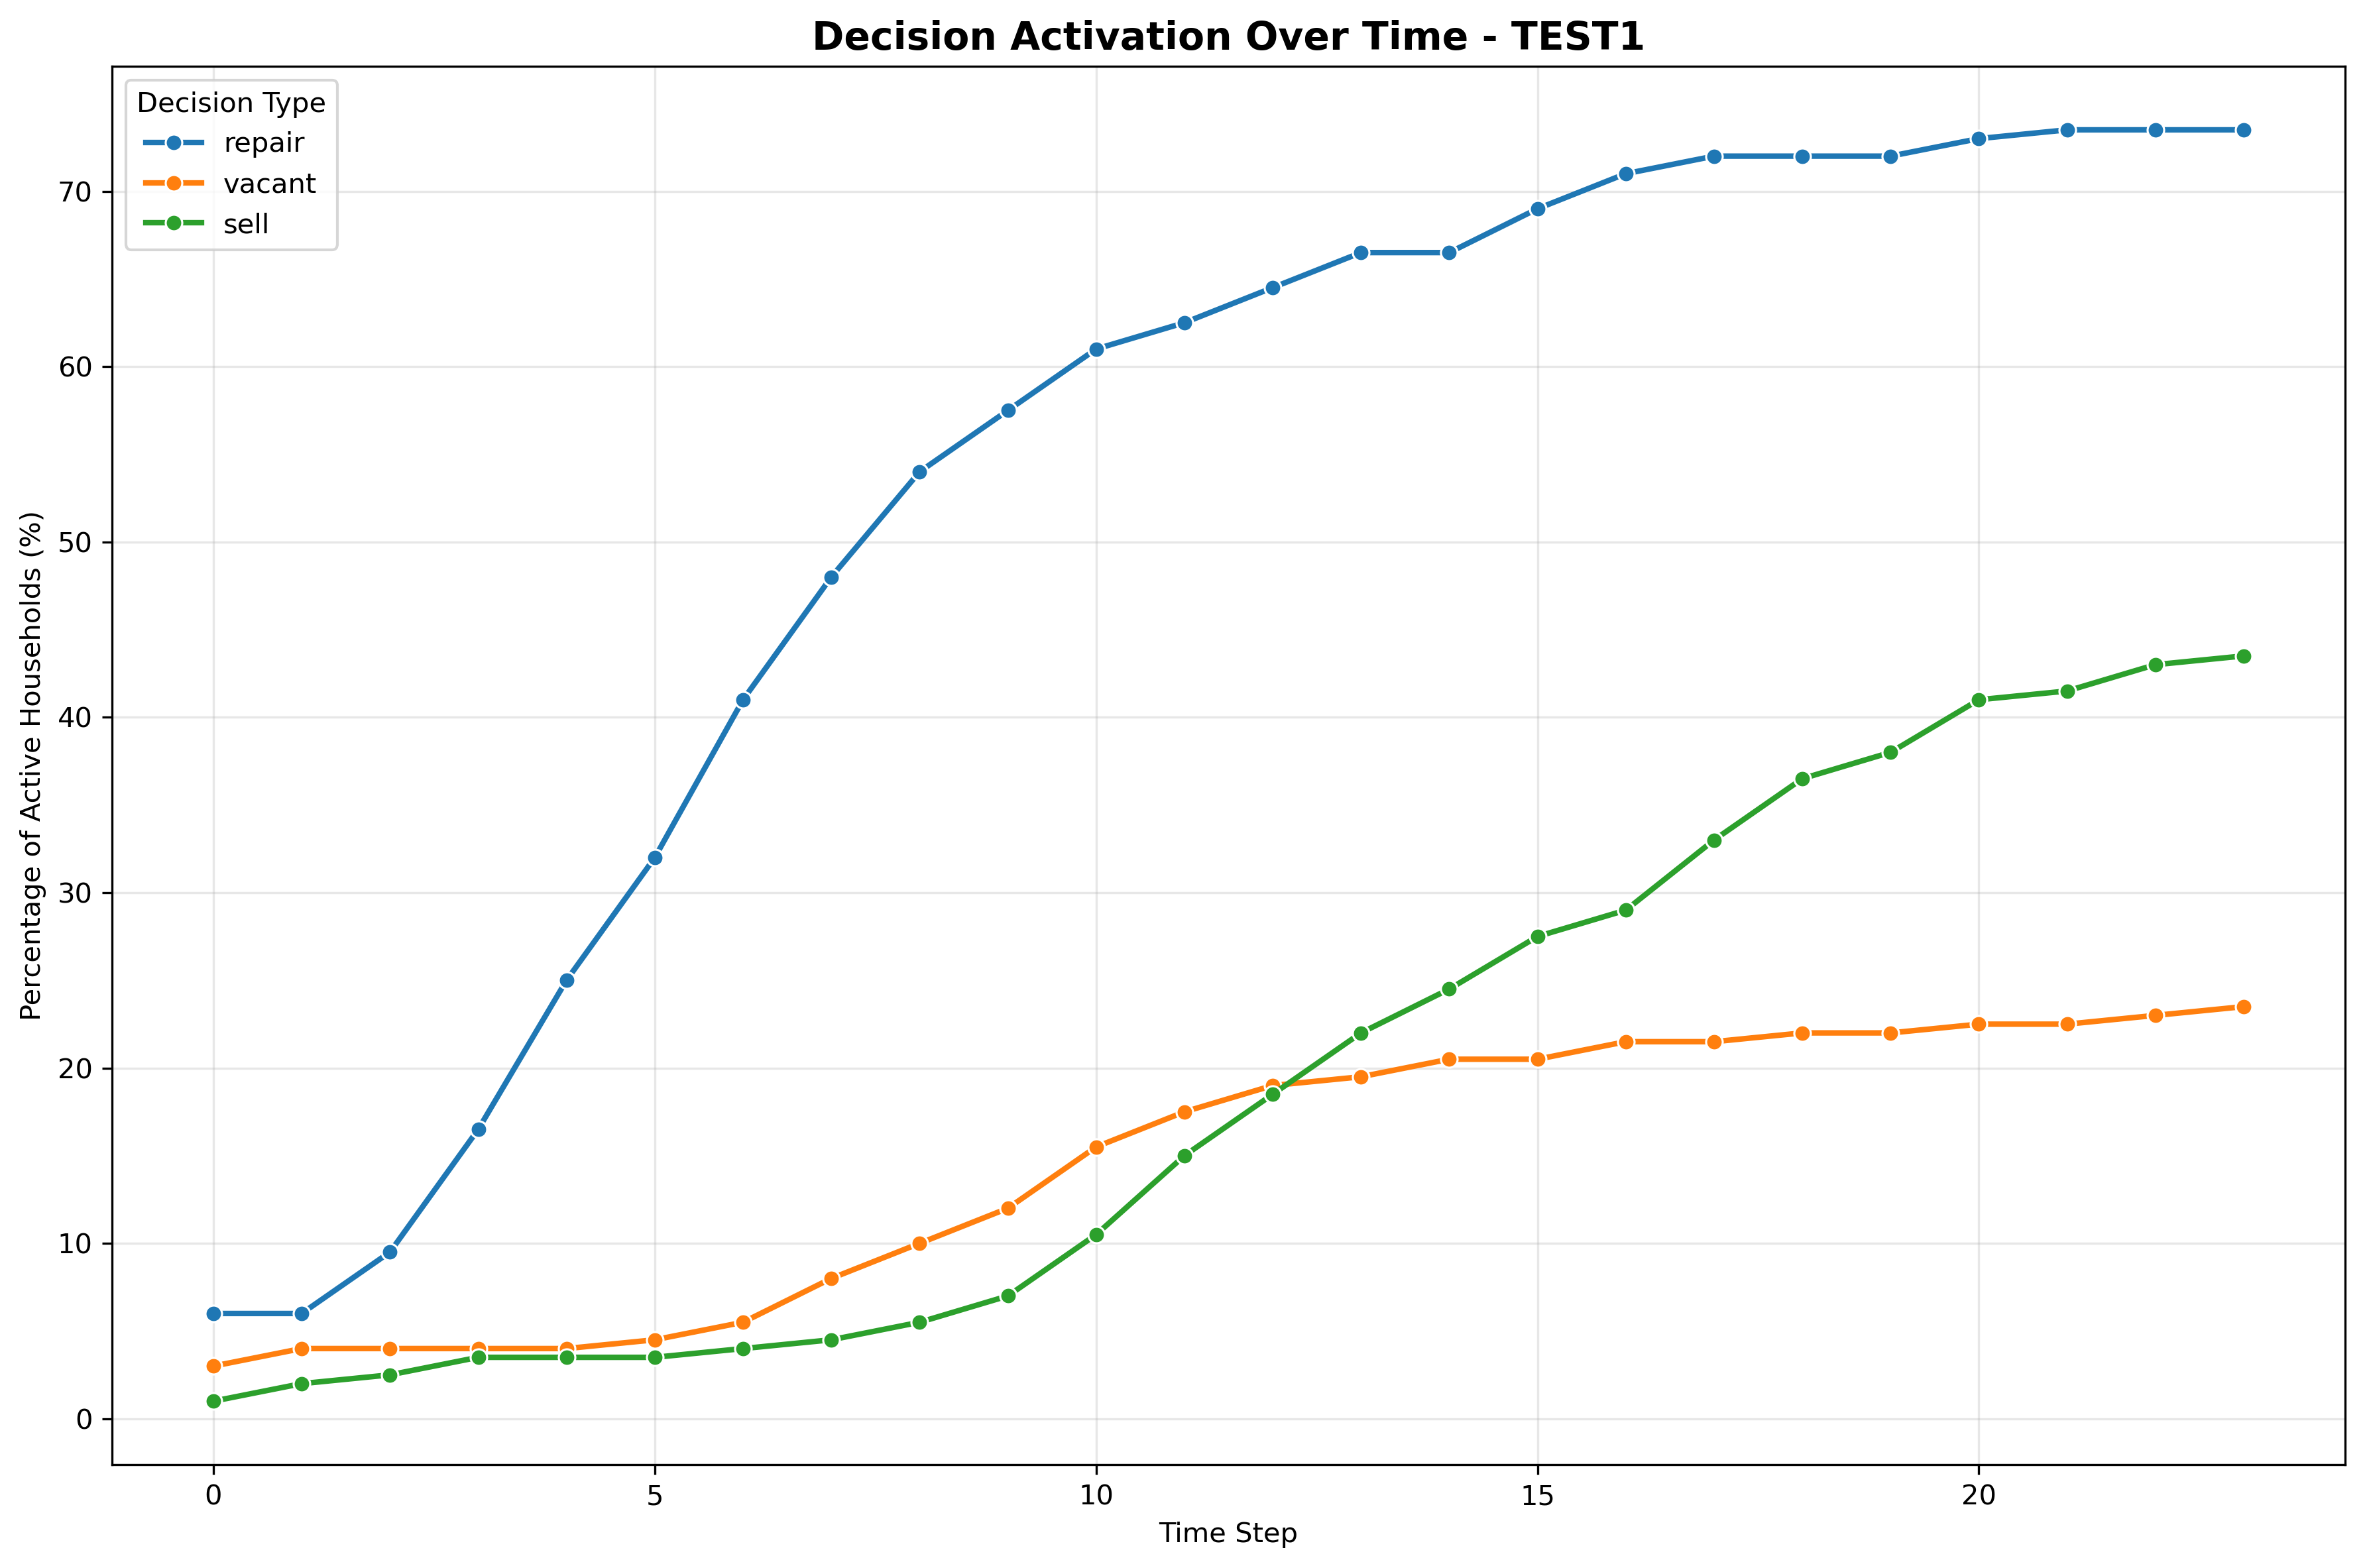 Decision Activation Over Time - TEST1
Decision Type
repair
vacant
sell
Percentage of Active Households (%)
70
60
50
40
30
20
10
0
0 5 10 15 20
Time Step